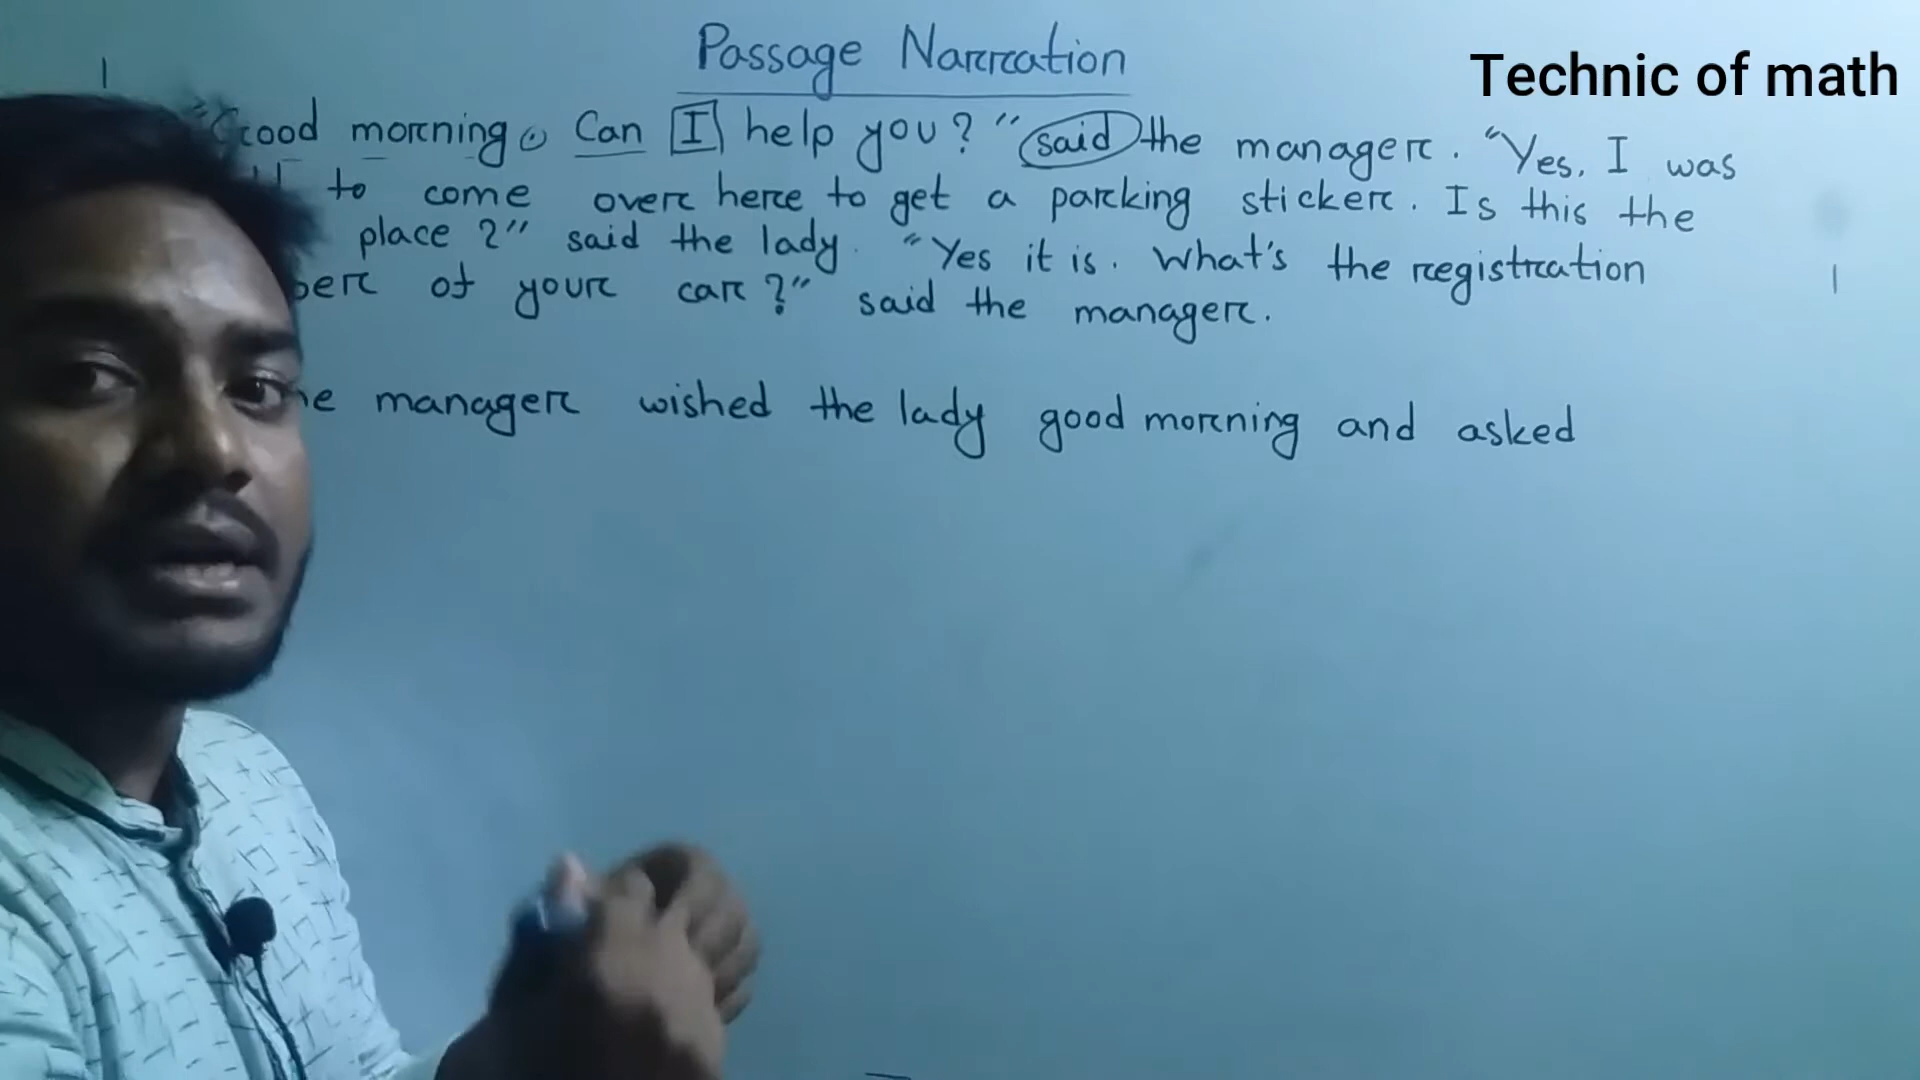 Passage Narration
Technic of math
"Good morning. Can I help you?" said the manager. "Yes, I was
to come over here to get a parking sticker. Is this the
place?" said the lady. "Yes it is. What's the registration
of your car?" said the manager.
manager wished the lady good morning and asked